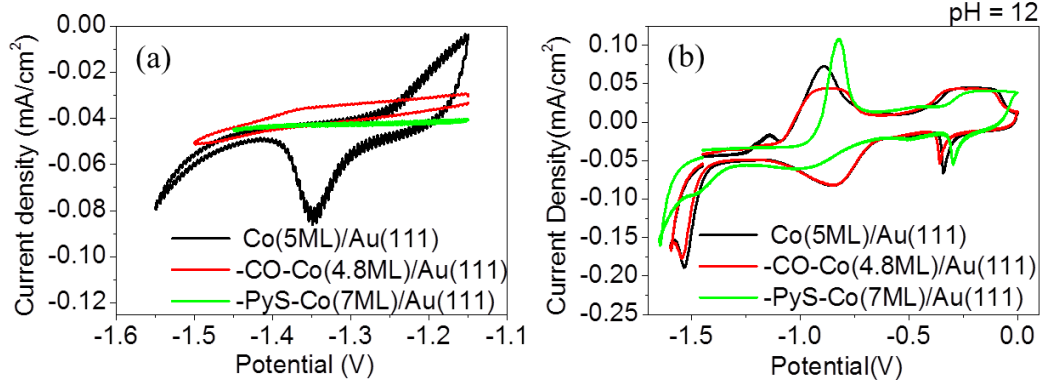 pH = 12
(a)
0.00
-0.02
-0.04
-0.06
-0.08
-0.10
-0.12
Current density (mA/cm²)
Co(5ML)/Au(111)
-CO-Co(4.8ML)/Au(111)
-PyS-Co(7ML)/Au(111)
-1.6 -1.5 -1.4 -1.3 -1.2 -1.1
Potential (V)
(b)
0.10
0.05
0.00
-0.05
-0.10
-0.15
-0.20
-0.25
Current Density(mA/cm²)
Co(5ML)/Au(111)
-CO-Co(4.8ML)/Au(111)
-PyS-Co(7ML)/Au(111)
-1.5 -1.0 -0.5 0.0
Potential(V)